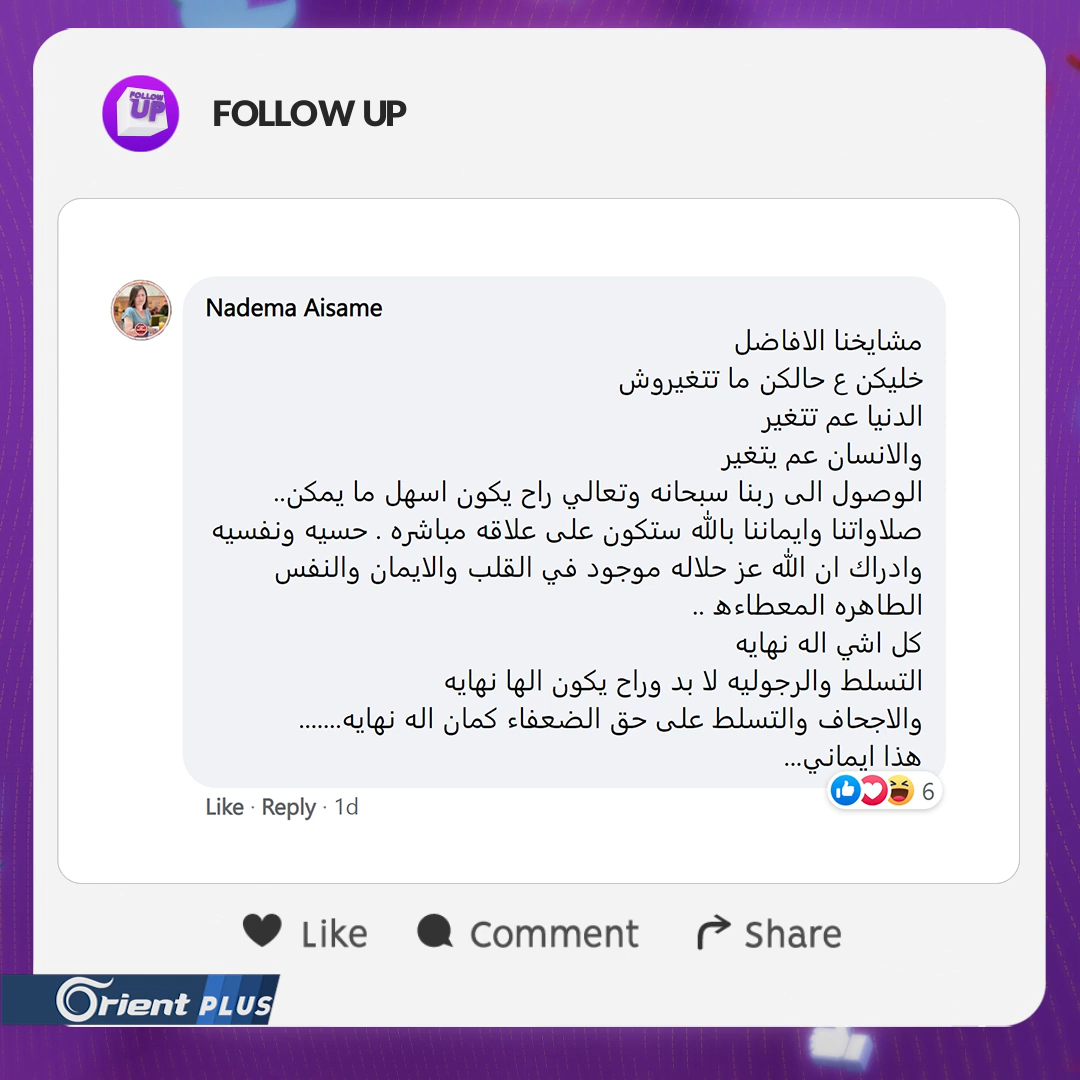 FOLLOW UP
FOLLOW UP
Nadema Aisame
مشايخنا الافاضل
خليكن ع حالكن ما تتغيروش
الدنيا عم تتغير
والانسان عم يتغير
الوصول الى ربنا سبحانه وتعالي راح يكون اسهل ما يمكن..
صلاواتنا وايماننا بالله ستكون على علاقه مباشره . حسيه ونفسيه
وادراك ان الله عز حلاله موجود في القلب والايمان والنفس
الطاهره المعطاءه ..
كل اشي اله نهايه
التسلط والرجوليه لا بد وراح يكون الها نهايه
والاجحاف والتسلط على حق الضعفاء كمان اله نهايه.......
هذا ايماني...
6
Like · Reply · 1d
Like Comment Share
Orient PLUS